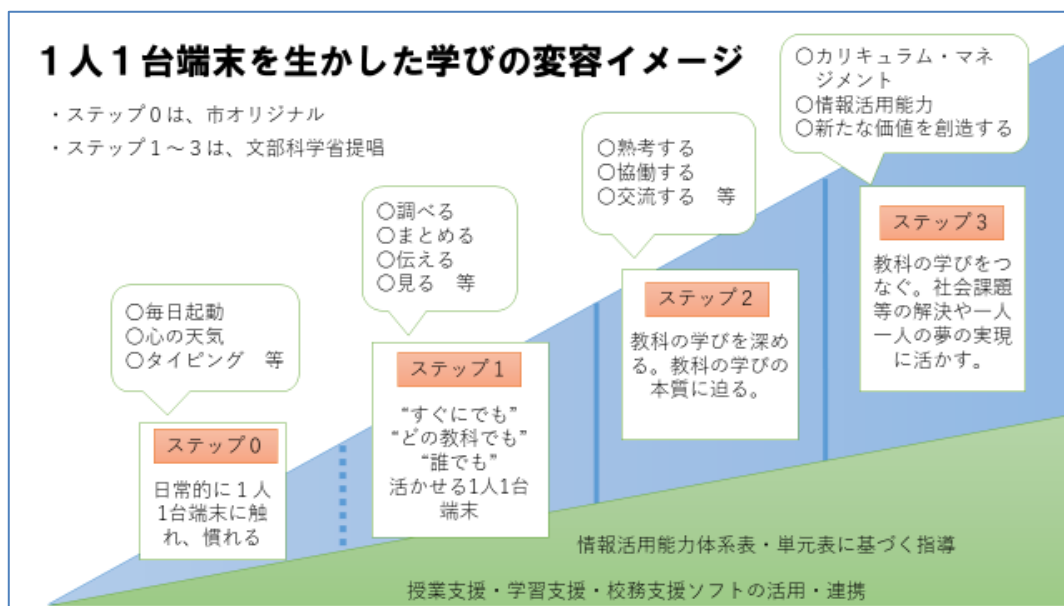 １人１台端末を生かした学びの変容イメージ
・ステップ０は、市オリジナル
・ステップ１～３は、文部科学省提唱
○毎日起動
○心の天気
○タイピング　等
ステップ０
日常的に１人
1台端末に触
れ、慣れる
○調べる
○まとめる
○伝える
○見る　等
ステップ１
“すぐにでも”
“どの教科でも”
“誰でも”
活かせる1人1台
端末
○熟考する
○協働する
○交流する　等
ステップ２
教科の学びを深め
る。教科の学びの
本質に迫る。
○カリキュラム・マネ
ジメント
○情報活用能力
○新たな価値を創造する
ステップ３
教科の学びをつ
なぐ。社会課題
等の解決や一人
一人の夢の実現
に活かす。
情報活用能力体系表・単元表に基づく指導
授業支援・学習支援・校務支援ソフトの活用・連携